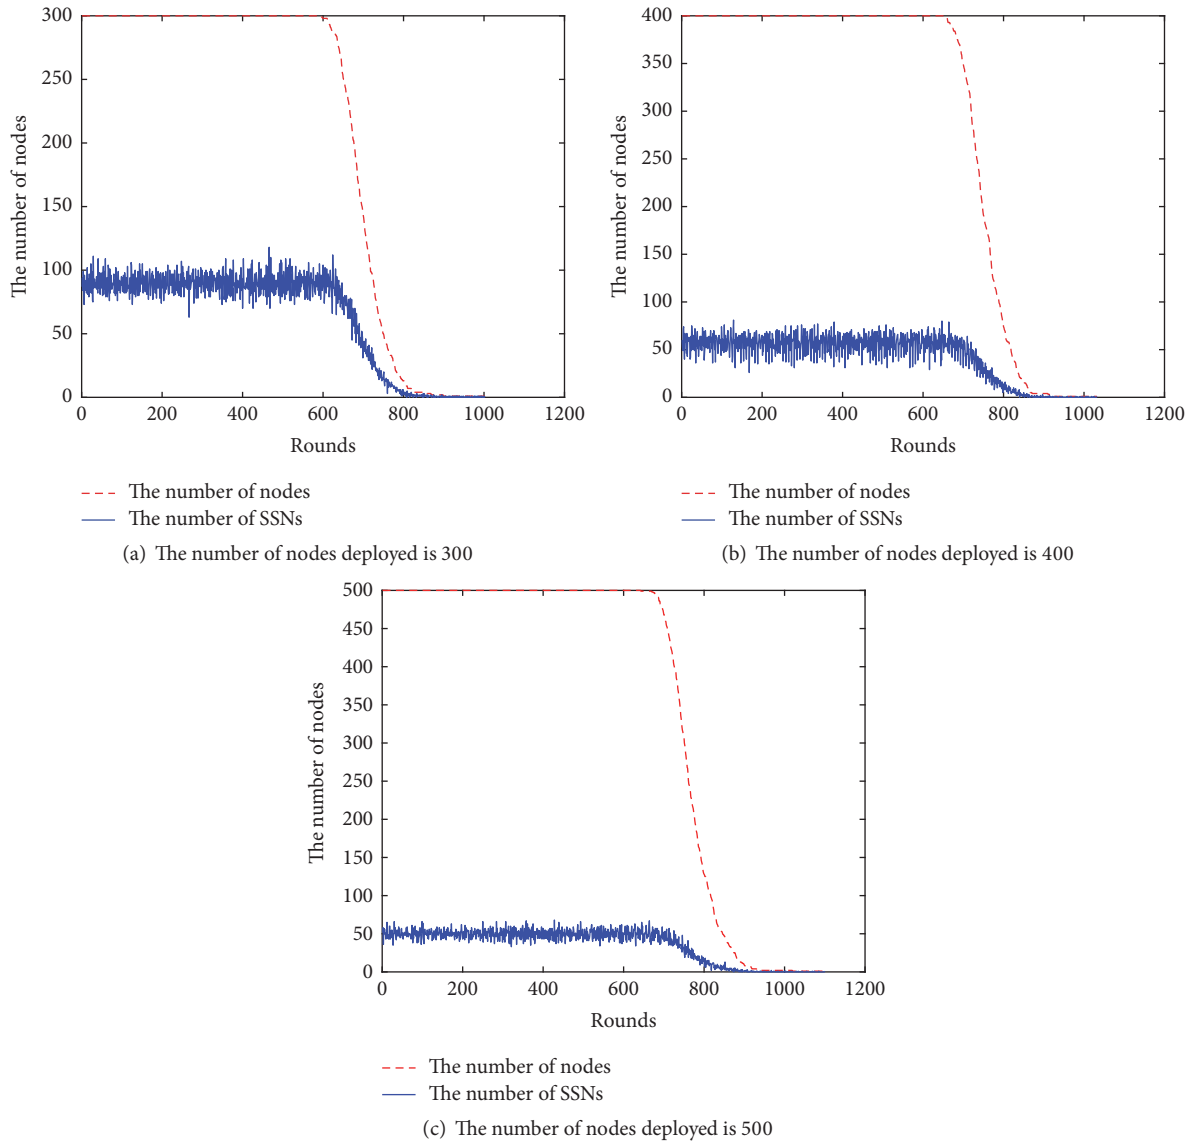 300
250
200
150
100
50
0
The number of nodes
0 200 400 600 800 1000 1200
Rounds
The number of nodes
The number of SSNs
(a) The number of nodes deployed is 300
400
350
300
250
200
150
100
50
0
The number of nodes
0 200 400 600 800 1000 1200
Rounds
The number of nodes
The number of SSNs
(b) The number of nodes deployed is 400
500
450
400
350
300
250
200
150
100
50
0
The number of nodes
0 200 400 600 800 1000 1200
Rounds
The number of nodes
The number of SSNs
(c) The number of nodes deployed is 500